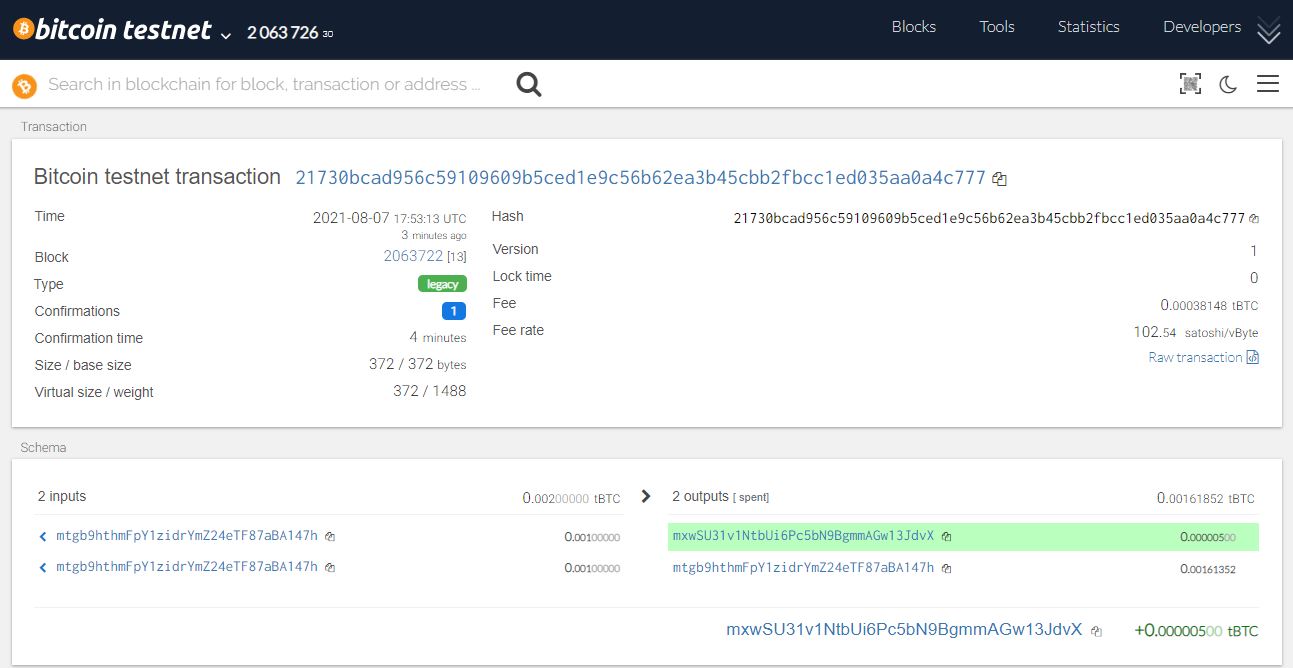 bitcoin testnet 2 063 726 30 Blocks Tools Statistics Developers
Search in blockchain for block, transaction or address ...
Transaction
Bitcoin testnet transaction 21730bcad956c59109609b5ced1e9c56b62ea3b45cbb2fbcc1ed035aa0a4c777
Time 2021-08-07 17:53:13 UTC Hash 21730bcad956c59109609b5ced1e9c56b62ea3b45cbb2fbcc1ed035aa0a4c777
3 minutes ago
Version 1
Block 2063722 [13]
Lock time 0
Type legacy
Fee 0.00038148 tBTC
Confirmations 1
Fee rate 102.54 satoshi/vByte
Confirmation time 4 minutes
Raw transaction
Size / base size 372 / 372 bytes
Virtual size / weight 372 / 1488
Schema
2 inputs 0.00200000 tBTC 2 outputs [ spent] 0.00161852 tBTC
mtgb9hthmFpY1zidrYmZ24eTF87aBA147h 0.00100000 mxwSU31v1NtbUi6Pc5bN9BgmmAGw13JdvX 0.00000500
mtgb9hthmFpY1zidrYmZ24eTF87aBA147h 0.00100000 mtgb9hthmFpY1zidrYmZ24eTF87aBA147h 0.00161352
mxwSU31v1NtbUi6Pc5bN9BgmmAGw13JdvX +0.00000500 tBTC